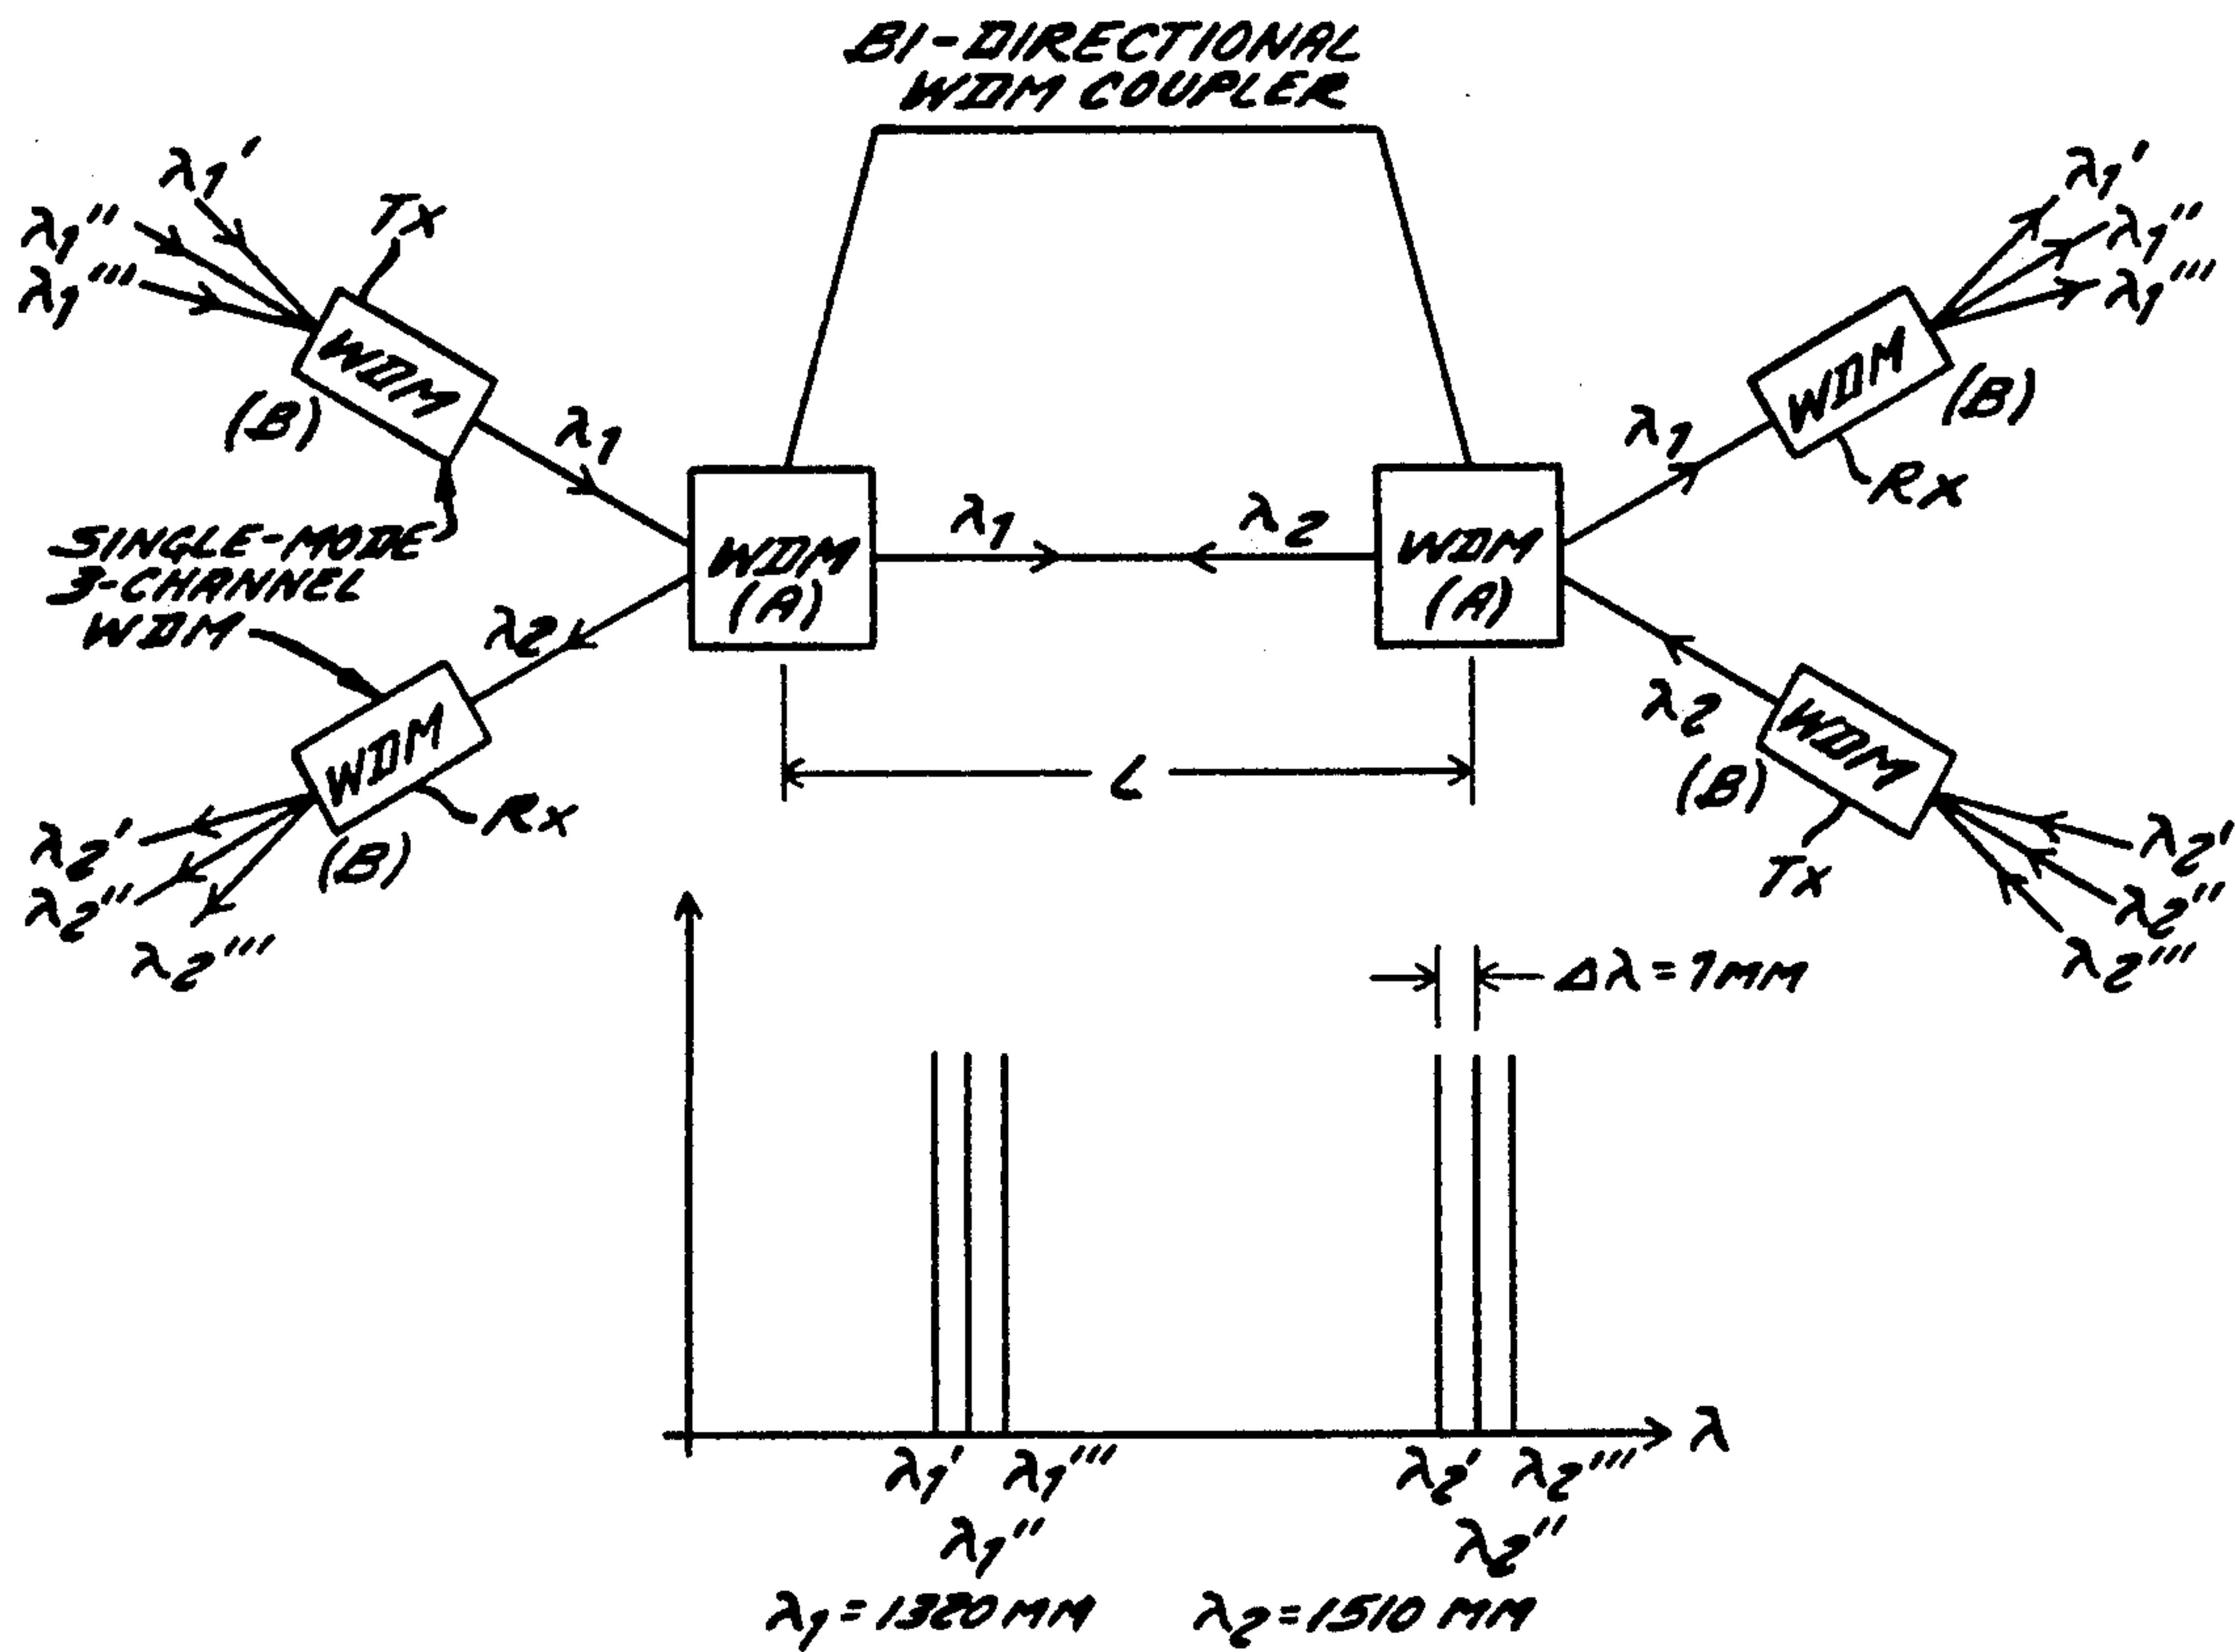 BI-DIRECTIONAL
WDM COUPLER
λ1'
λ1''
λ1'''
TX
WDM
(B)
λ1
SINGLE-MODE
3-CHANNEL
WDM
λ2
WDM
(A)
λ1
λ2
WDM
(A)
λ1'
λ1''
λ1'''
WDM
(B)
λ1
RX
WDM
(B)
RX
λ2'
λ2''
λ2'''
L
λ2
WDM
(B)
TX
λ2'
λ2''
λ2'''
Δλ=7MM
λ
λ1' λ1''' λ2' λ2''''
λ1'' λ2''
λ1=1320MM λ2=1510MM